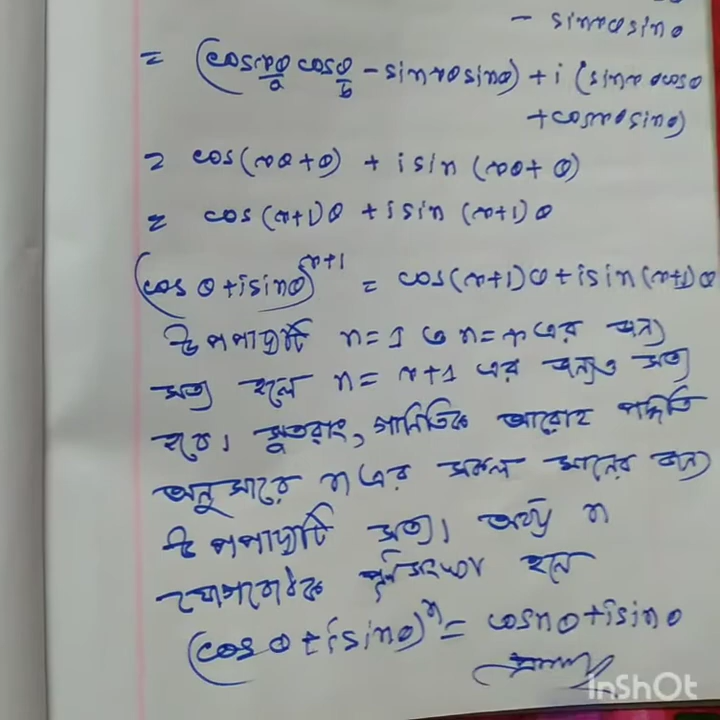 - sinrθsinθ
= (cosrθ cosθ - sinrθsinθ) + i (sinrθcosθ
a b
+cosrθsinθ)
= cos(rθ+θ) + isin (rθ+θ)
= cos (r+1)θ + isin (r+1)θ
(cosθ+isinθ)^r+1 = cos(r+1)θ+isin(r+1)θ
উপপাদ্যটি n=1 ও n=r এর জন্য
সত্য হলে n=r+1 এর জন্যও সত্য
হবে। সুতরাং, গানিতিক আরোহ পদ্ধতি
অনুসারে n এর সকল মানের জন্য
উপপাদ্যটি সত্য। অর্থাৎ n
যোগবোধক পূর্ণসংখ্যা হলে
(cosθ+isinθ)^n = cosnθ+isinθ
InShOt